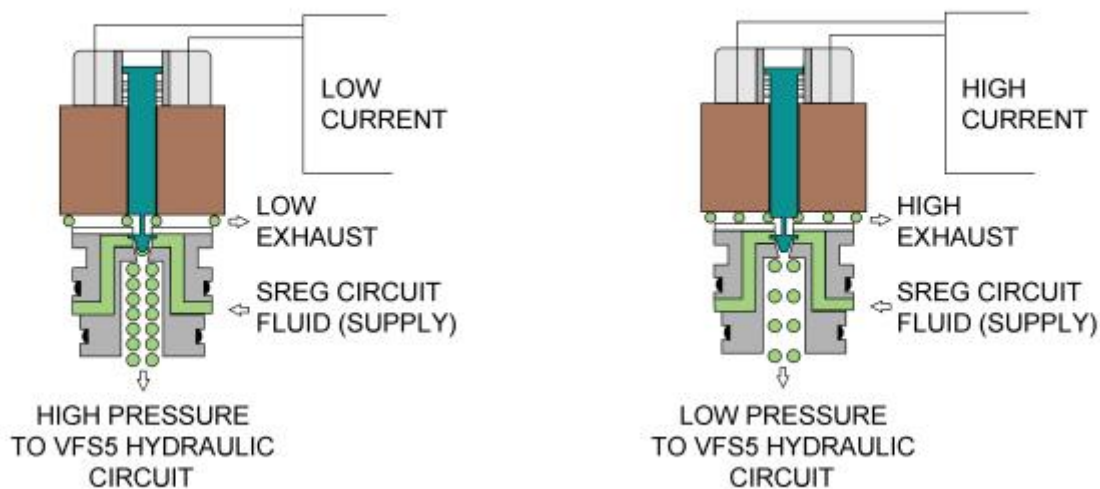 LOW
CURRENT
LOW
EXHAUST
SREG CIRCUIT
FLUID (SUPPLY)
HIGH PRESSURE
TO VFS5 HYDRAULIC
CIRCUIT
HIGH
CURRENT
HIGH
EXHAUST
SREG CIRCUIT
FLUID (SUPPLY)
LOW PRESSURE
TO VFS5 HYDRAULIC
CIRCUIT